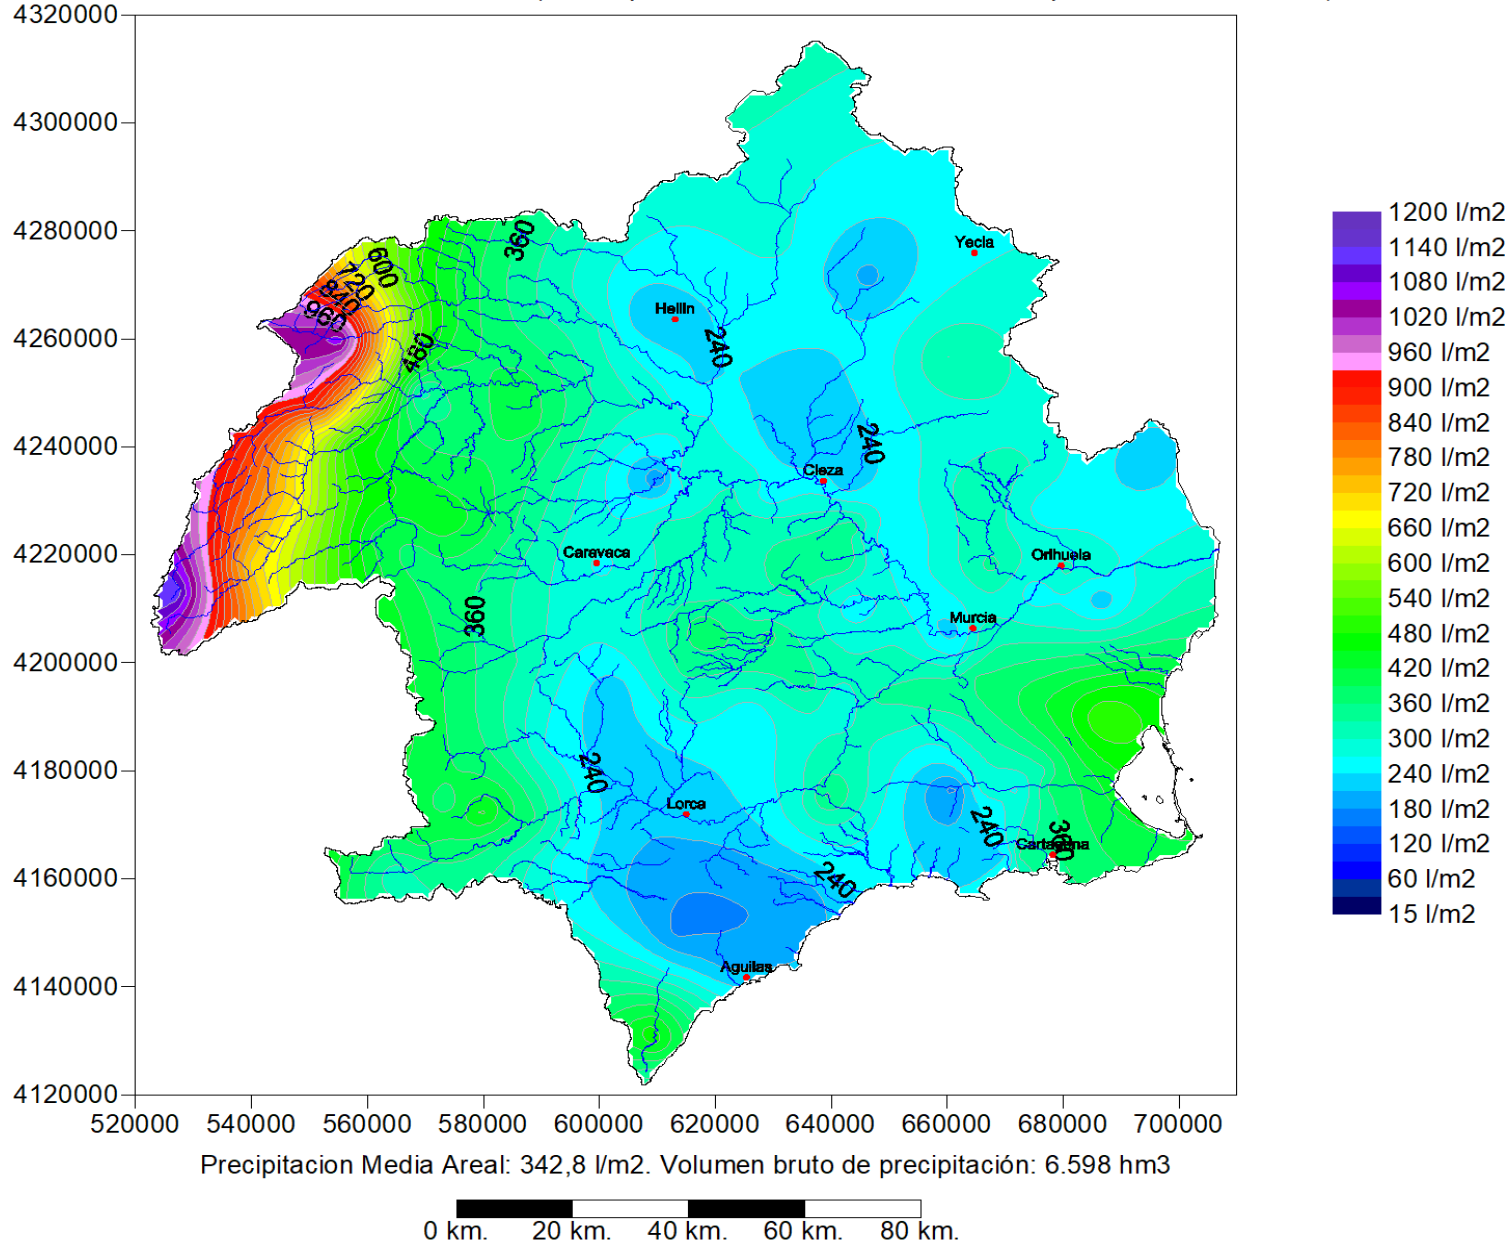 4320000
4300000
4280000
4260000
4240000
4220000
4200000
4180000
4160000
4140000
4120000
520000 540000 560000 580000 600000 620000 640000 660000 680000 700000
360
600
720
840
960
460
240
240
360
240
240
240
360
Yecla
Hellin
Cieza
Caravaca
Orihuela
Murcia
Lorca
Cartagena
Aguilas
1200 l/m2
1140 l/m2
1080 l/m2
1020 l/m2
960 l/m2
900 l/m2
840 l/m2
780 l/m2
720 l/m2
660 l/m2
600 l/m2
540 l/m2
480 l/m2
420 l/m2
360 l/m2
300 l/m2
240 l/m2
180 l/m2
120 l/m2
60 l/m2
15 l/m2
Precipitacion Media Areal: 342,8 l/m2. Volumen bruto de precipitación: 6.598 hm3
0 km. 20 km. 40 km. 60 km. 80 km.